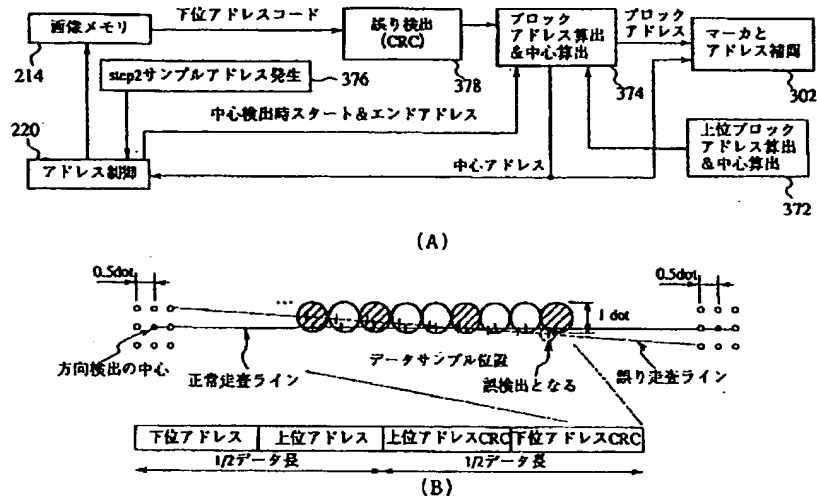 下位アドレスコード
画像メモリ
214
誤り検出
(CRC)
378
ブロック
アドレス算出
&中心算出
374
ブロック
アドレス
マーカと
アドレス補間
302
step2サンプルアドレス発生
376
中心検出時スタート&エンドアドレス
220
アドレス制御
中心アドレス
上位ブロック
アドレス算出
&中心算出
372
(A)
0.5dot
...
1 dot
0.5dot
方向検出の中心
正常走査ライン
データサンプル位置
誤検出となる
誤り走査ライン
下位アドレス
上位アドレス
上位アドレスCRC
下位アドレスCRC
1/2データ長
1/2データ長
(B)